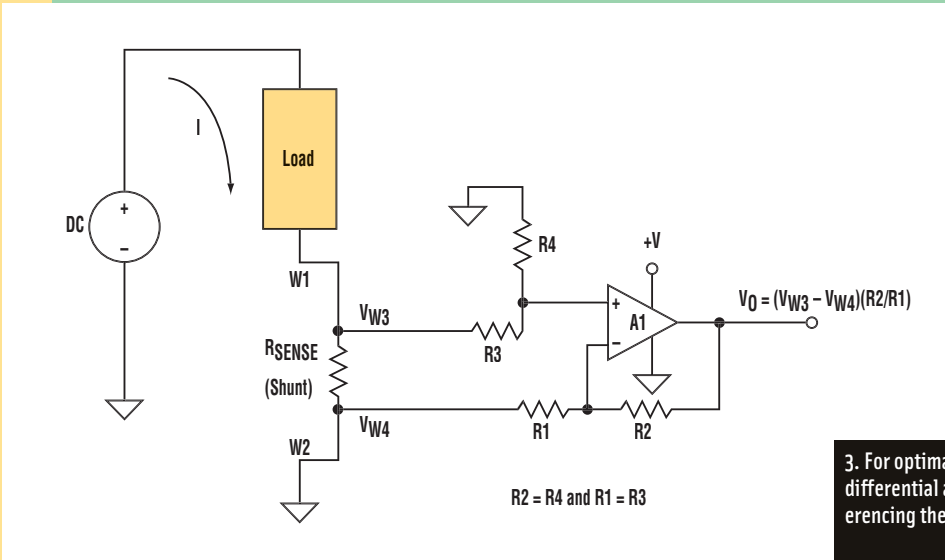 I
Load
+
DC
–
W1
VW3
RSENSE
(Shunt)
VW4
W2
R4
R3
+V
+
A1
–
VO = (VW3 – VW4)(R2/R1)
R1
R2
R2 = R4 and R1 = R3
3. For optima
differential a
erencing the